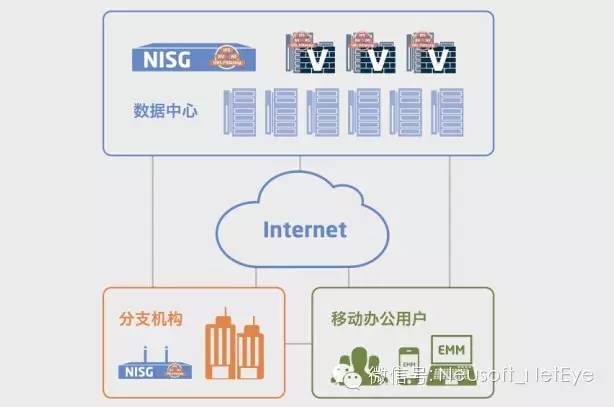 NISG
V
V
V
数据中心
Internet
分支机构
NISG
移动办公用户
EMM
EMM
微信号: Neusoft_NetEye